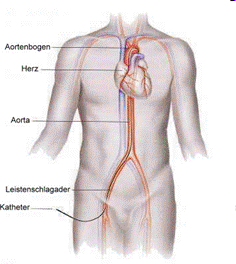 Aortenbogen
Herz
Aorta
Leistenschlagader
Katheter